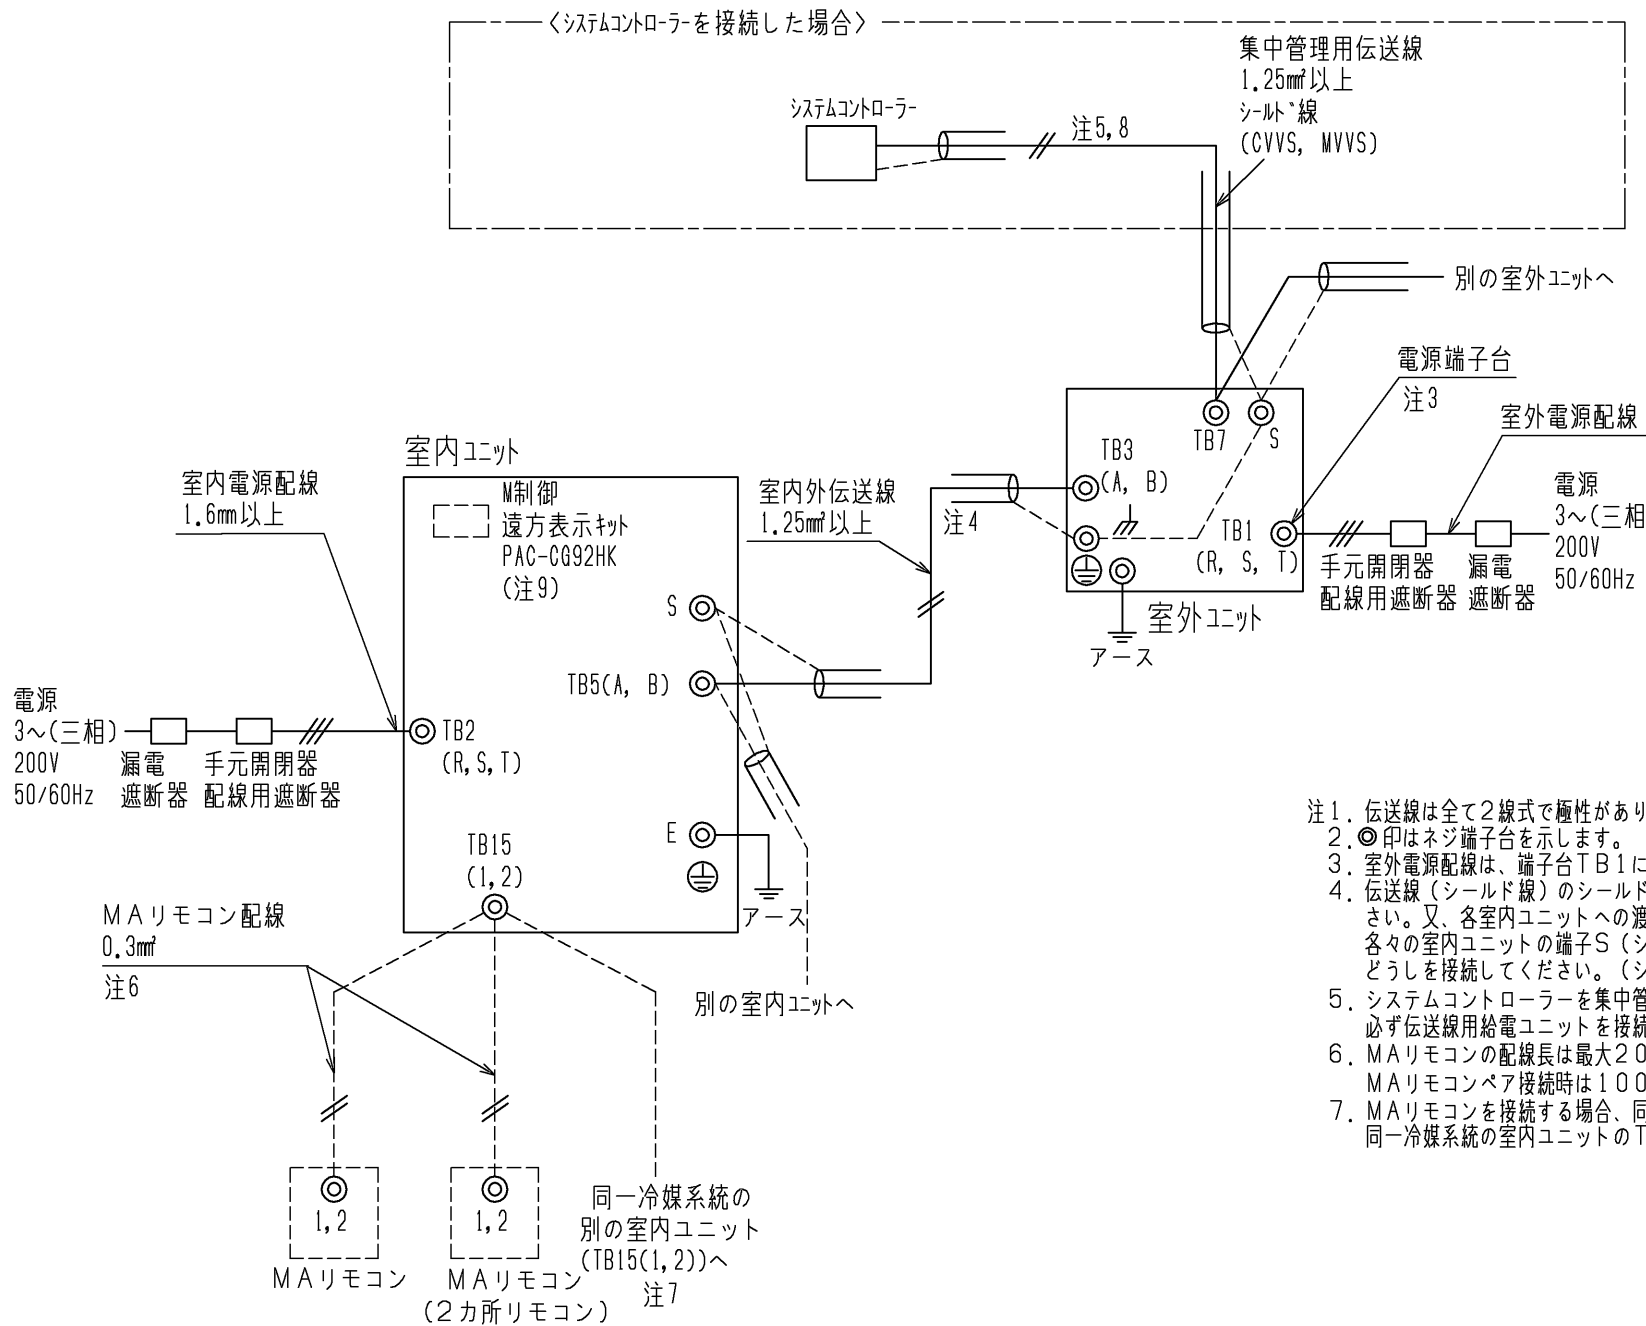 〈システムコントローラーを接続した場合〉
集中管理用伝送線
1.25㎟以上
シールド線
(CVVS, MVVS)
システムコントローラー
注5,8
別の室外ユニットへ
電源端子台
注3
室外電源配線
電源
3～(三相
200V
50/60Hz
TB7
S
TB3
(A, B)
TB1
(R, S, T)
手元開閉器
配線用遮断器
漏電
遮断器
室外ユニット
アース
室内ユニット
M制御
遠方表示キット
PAC-CG92HK
(注9)
室内電源配線
1.6mm以上
室内外伝送線
1.25㎟以上
注4
S
TB5(A, B)
電源
3～(三相)
200V
50/60Hz
漏電
遮断器
手元開閉器
配線用遮断器
TB2
(R,S,T)
E
アース
TB15
(1,2)
MAリモコン配線
0.3㎟
注6
別の室内ユニットへ
1,2
MAリモコン
1,2
MAリモコン
(2カ所リモコン)
同一冷媒系統の
別の室内ユニット
(TB15(1,2))へ
注7
注1. 伝送線は全て2線式で極性があり
2. ◎印はネジ端子台を示します。
3. 室外電源配線は、端子台TB1に
4. 伝送線（シールド線）のシールド
さい。又、各室内ユニットへの渡
各々の室内ユニットの端子S（シ
どうしを接続してください。（シ
5. システムコントローラーを集中管
必ず伝送線用給電ユニットを接続
6. MAリモコンの配線長は最大20
MAリモコンペア接続時は100
7. MAリモコンを接続する場合、同
同一冷媒系統の室内ユニットのT